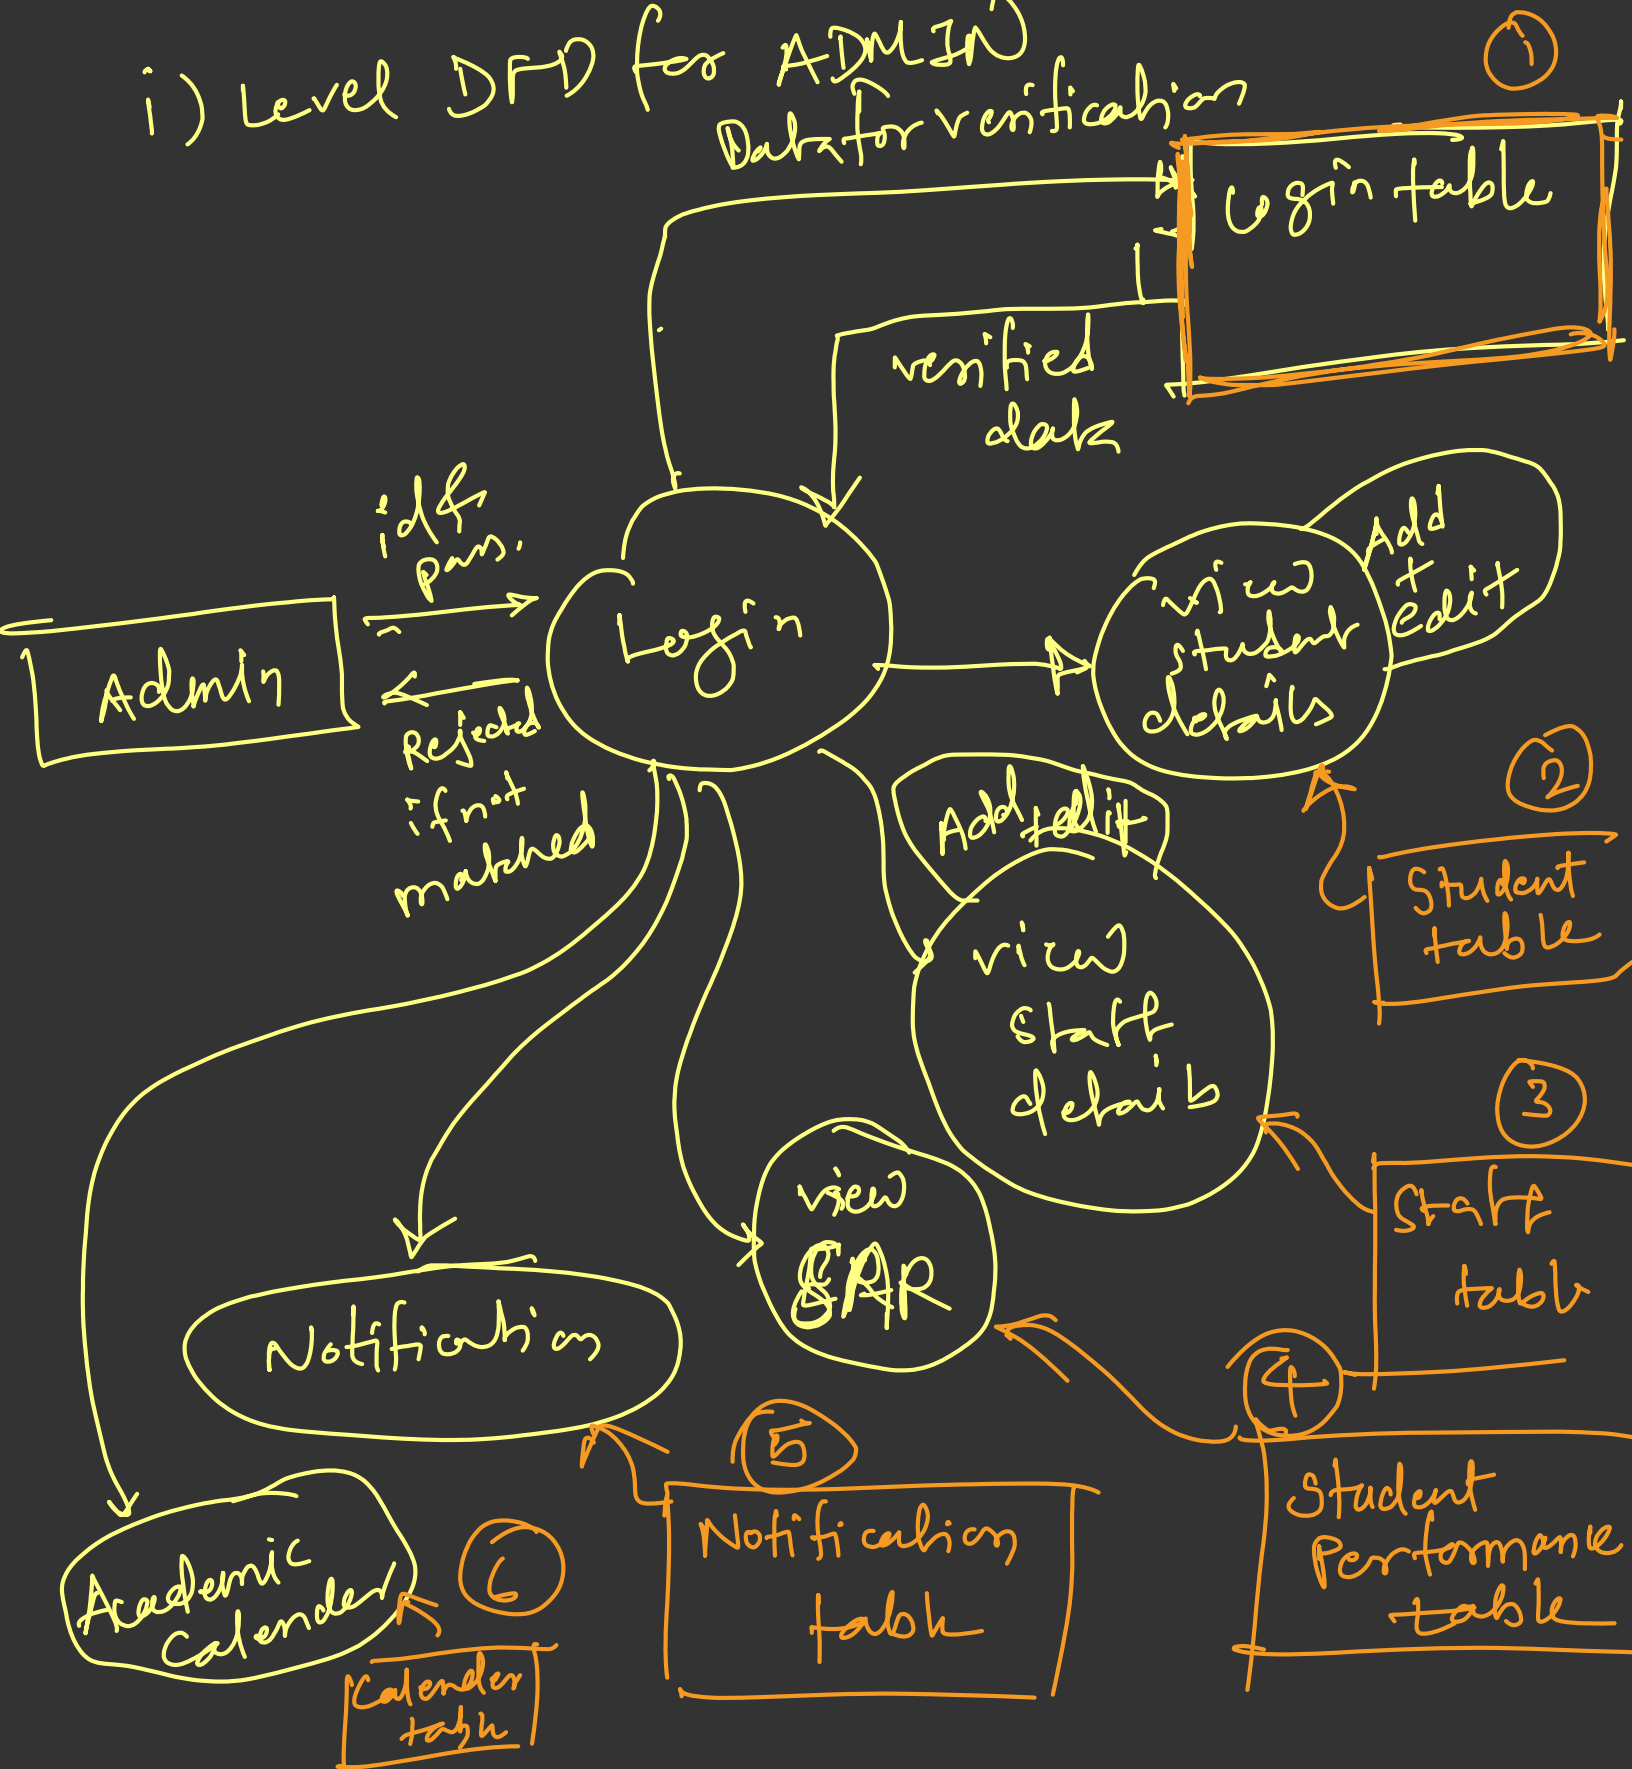 i) Level DFD for ADMIN
Data for verification
1
Login table
verified
data
id &
pass.
Login
Admin
Rejected
if not
matched
view
student
details
Add
+
edit
2
Student
table
Add
+ edit
view
staff
details
3
Staff
table
view
SAR
4
Student
Performance
table
Notification
5
Notification
table
Academic
Calender
6
Calender
table